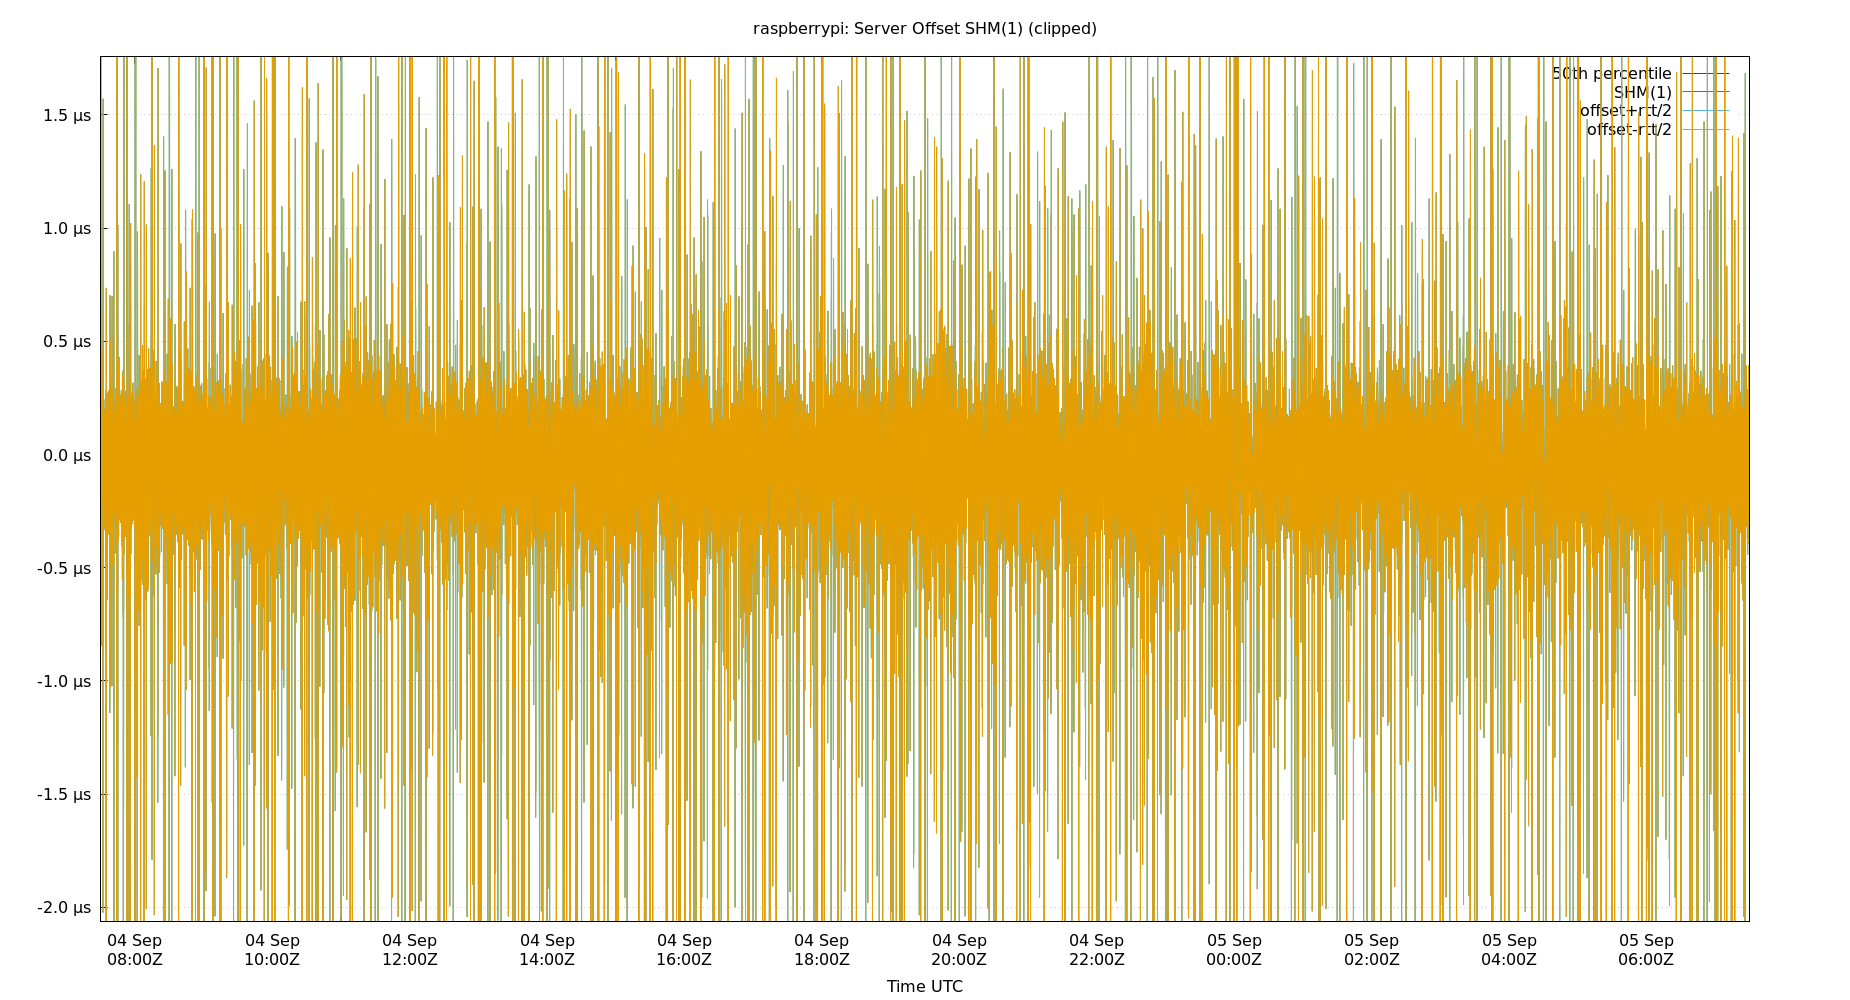 raspberrypi: Server Offset SHM(1) (clipped)
50th percentile
SHM(1)
offset+rtt/2
offset-rtt/2
1.5 µs
1.0 µs
0.5 µs
0.0 µs
-0.5 µs
-1.0 µs
-1.5 µs
-2.0 µs
04 Sep 04 Sep 04 Sep 04 Sep 04 Sep 04 Sep 04 Sep 04 Sep 05 Sep 05 Sep 05 Sep 05 Sep
08:00Z 10:00Z 12:00Z 14:00Z 16:00Z 18:00Z 20:00Z 22:00Z 00:00Z 02:00Z 04:00Z 06:00Z
Time UTC